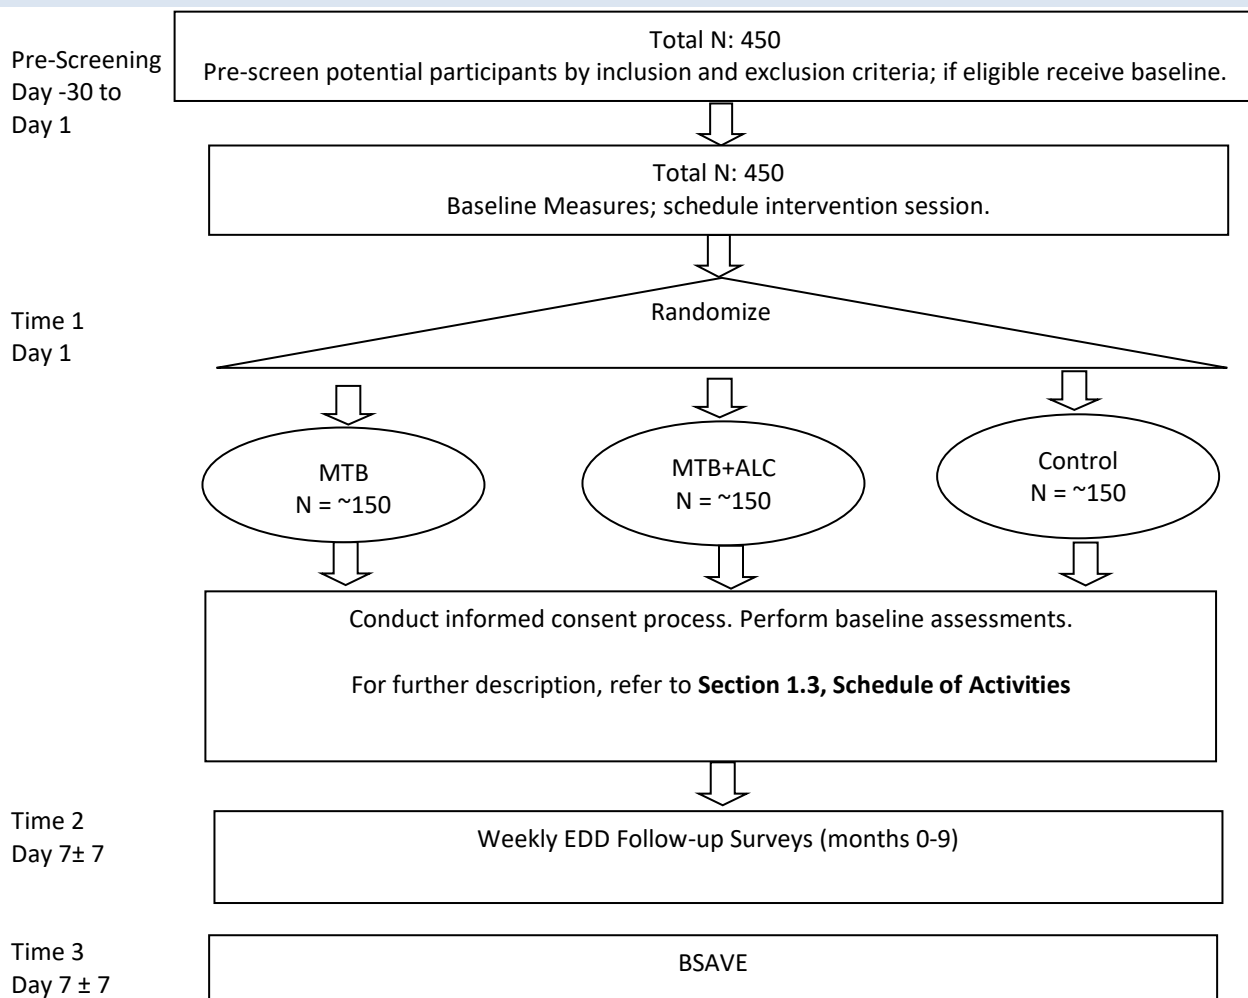 Total N: 450
Pre-screen potential participants by inclusion and exclusion criteria; if eligible receive baseline.
Pre-Screening
Day -30 to
Day 1
Total N: 450
Baseline Measures; schedule intervention session.
Time 1
Day 1
Randomize
MTB
N = ~150
MTB+ALC
N = ~150
Control
N = ~150
Conduct informed consent process. Perform baseline assessments.
For further description, refer to Section 1.3, Schedule of Activities
Time 2
Day 7± 7
Weekly EDD Follow-up Surveys (months 0-9)
Time 3
Day 7 ± 7
BSAVE